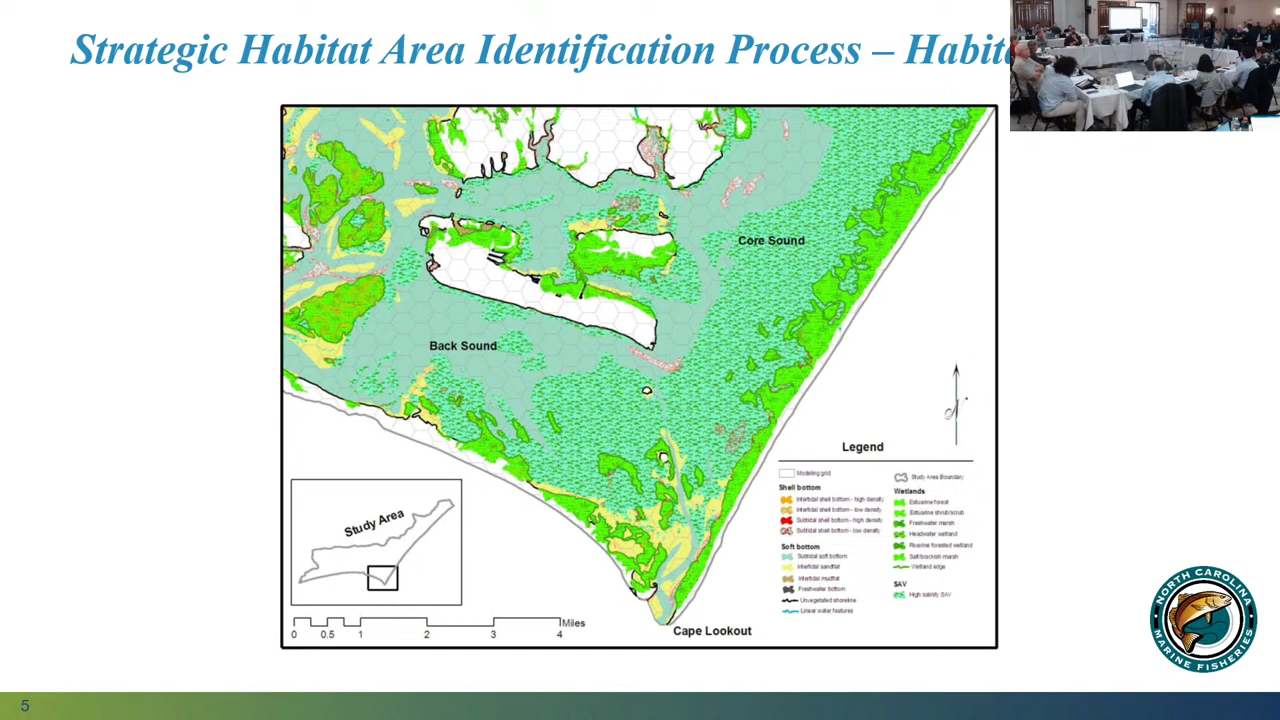 Strategic Habitat Area Identification Process – Habit
Core Sound
Back Sound
Cape Lookout
Study Area
0 0.5 1 2 3 4 Miles
N
Legend
Modeling grid
Shell bottom
Intertidal shell bottom - high density
Intertidal shell bottom - low density
Subtidal shell bottom - high density
Subtidal shell bottom - low density
Soft bottom
Subtidal soft bottom
Intertidal sandflat
Intertidal mudflat
Freshwater bottom
Unvegetated shoreline
Linear water features
Study Area Boundary
Wetlands
Estuarine forest
Estuarine shrub/scrub
Freshwater marsh
Headwater wetland
Riverine forested wetland
Salt/brackish marsh
Wetland edge
SAV
High salinity SAV
NORTH CAROLINA
MARINE FISHERIES
5